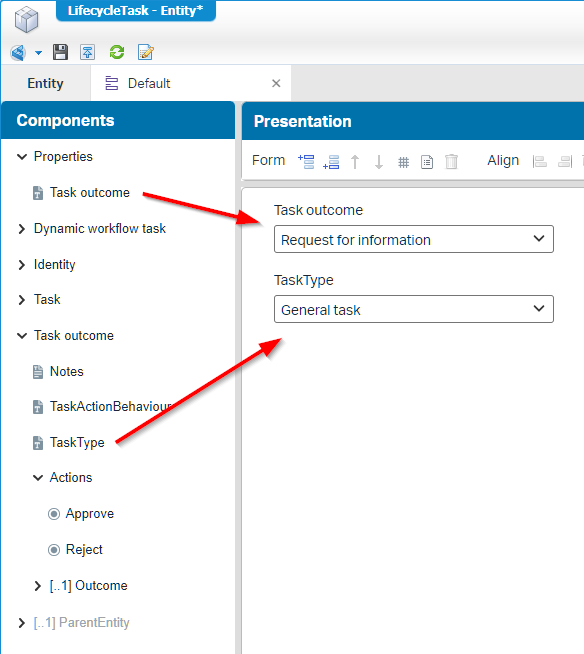 LifecycleTask - Entity*
Entity
Default
Components
Properties
Task outcome
Dynamic workflow task
Identity
Task
Task outcome
Notes
TaskActionBehaviour
TaskType
Actions
Approve
Reject
[..1] Outcome
[..1] ParentEntity
Presentation
Form
Align
Task outcome
Request for information
TaskType
General task